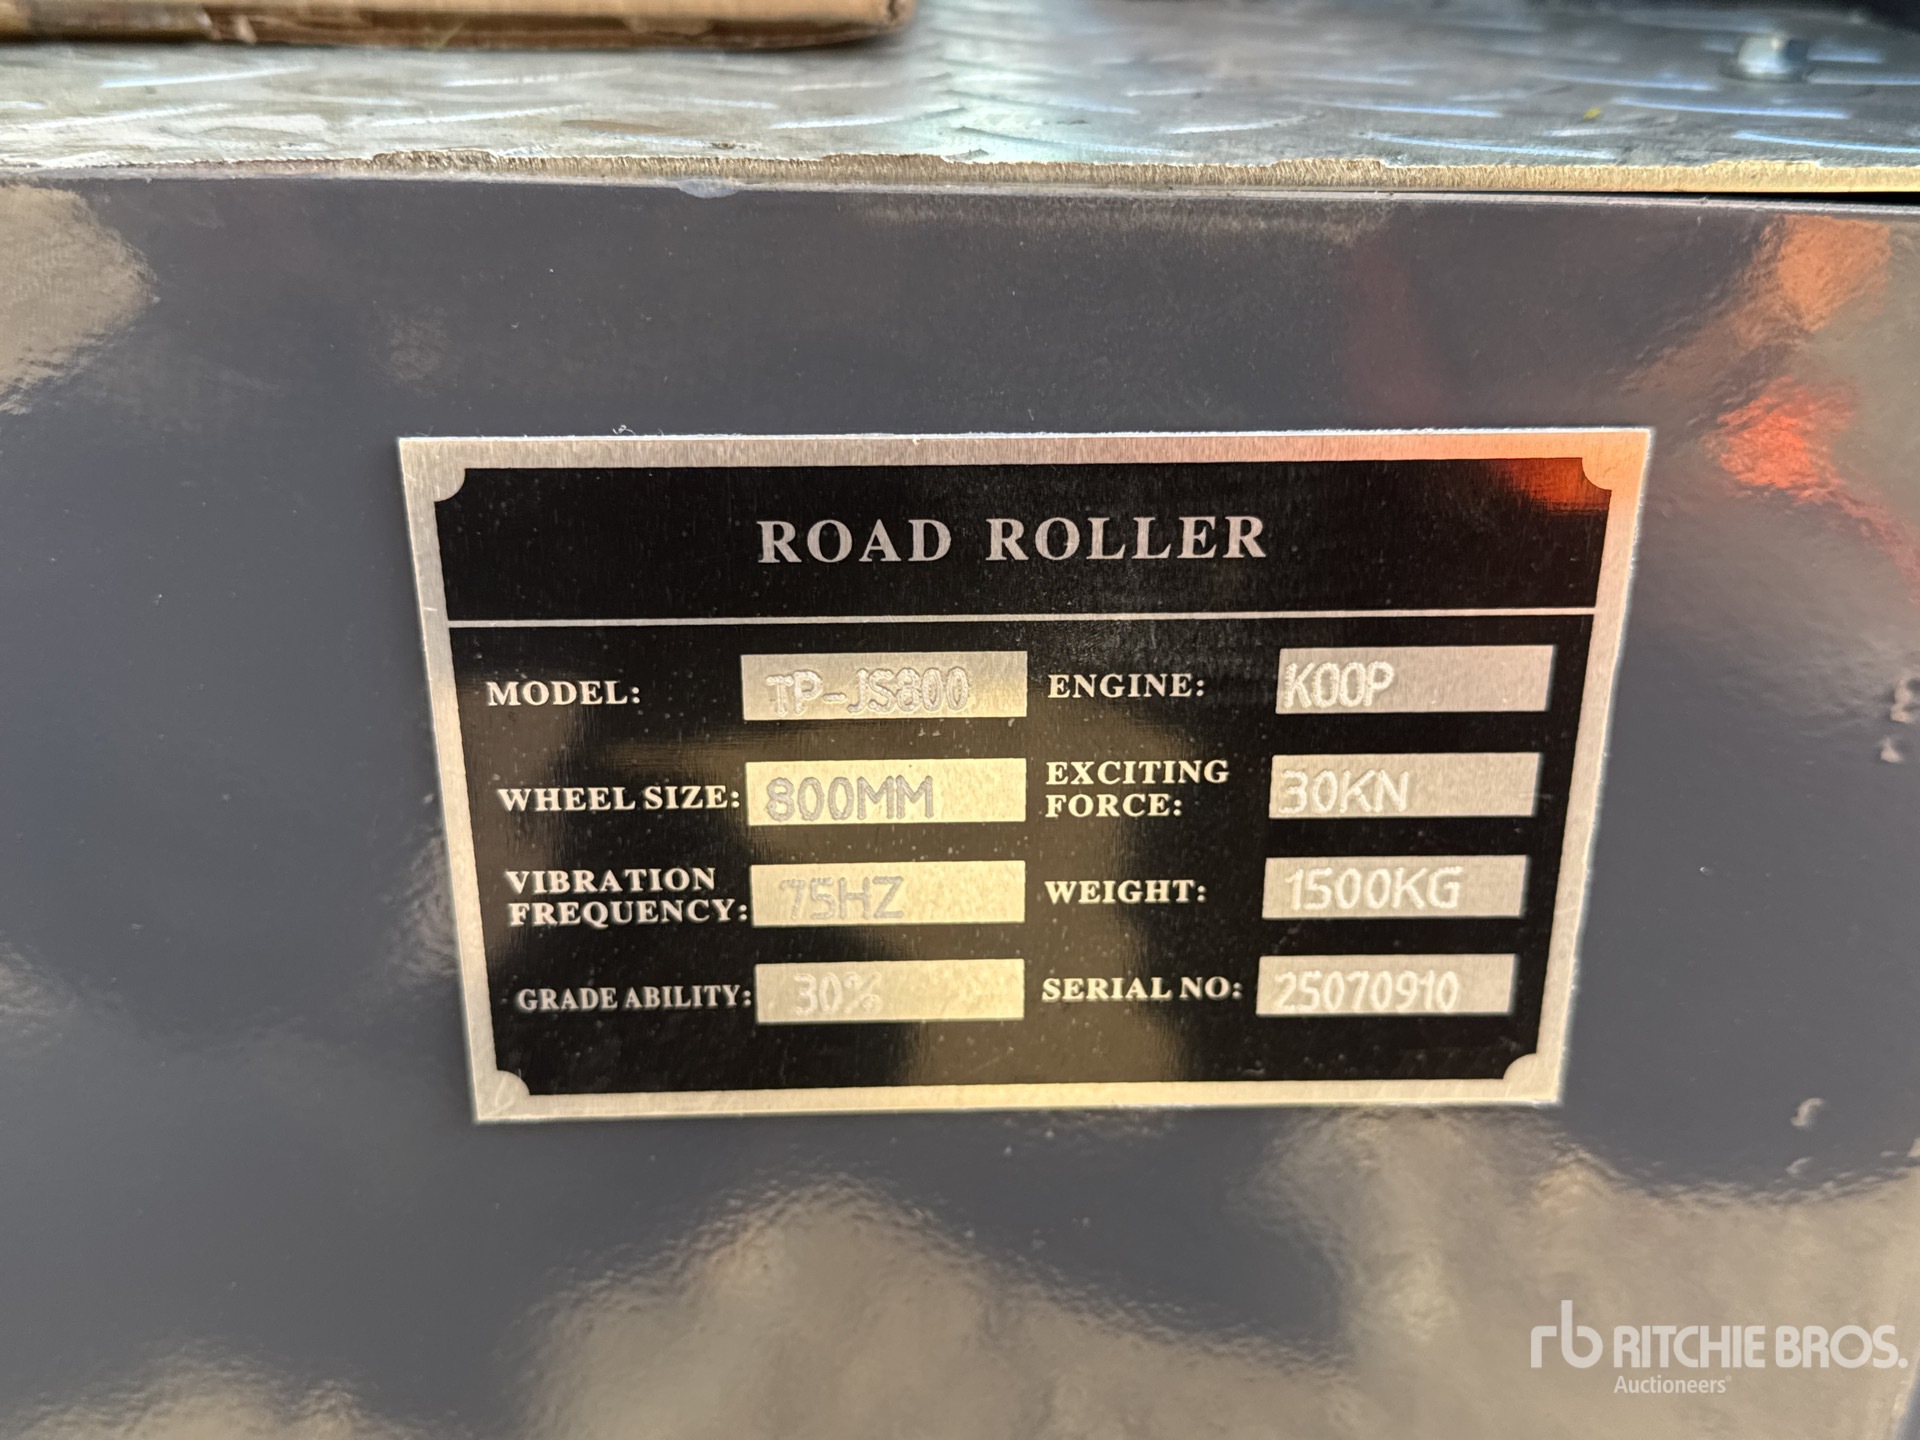 ROAD ROLLER
MODEL: TP-JS800 ENGINE: KOOP
WHEEL SIZE: 800MM EXCITING FORCE: 30KN
VIBRATION FREQUENCY: 75HZ WEIGHT: 1500KG
GRADE ABILITY: 30% SERIAL NO: 25070910
rb RITCHIE BROS.
Auctioneers